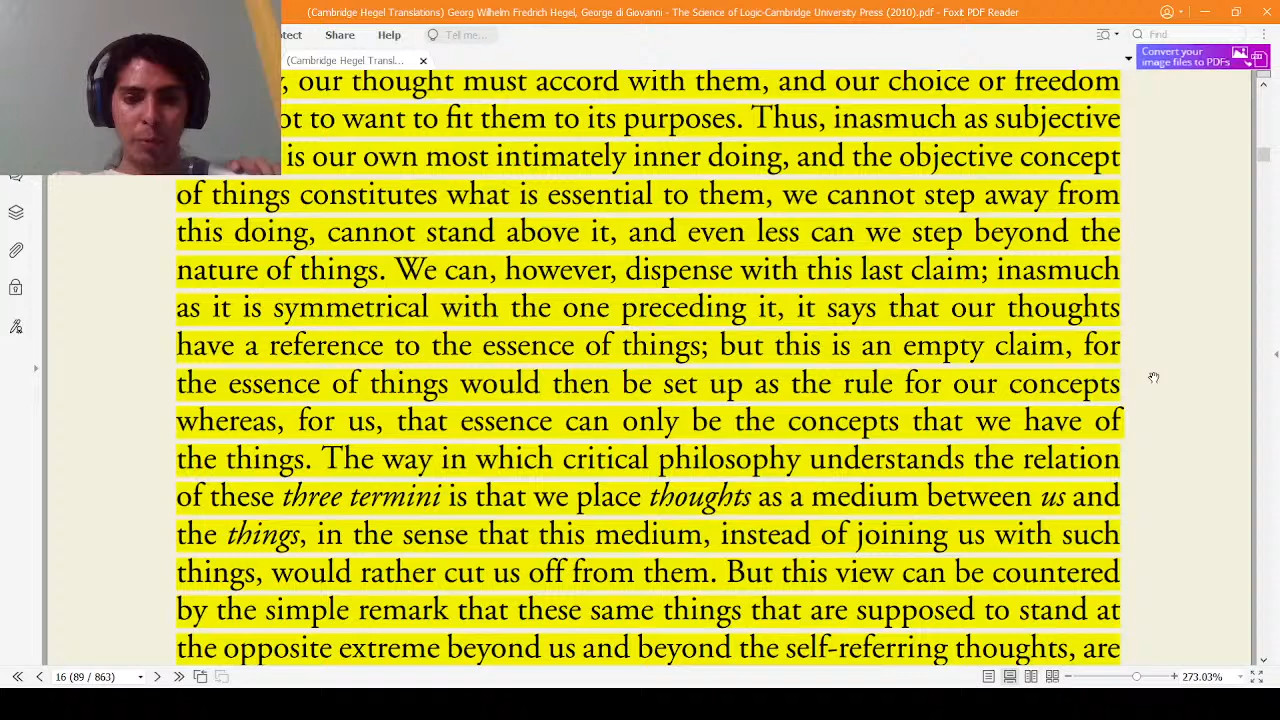 (Cambridge Hegel Translations) Georg Wilhelm Fredrich Hegel, George di Giovanni - The Science of Logic-Cambridge University Press (2010).pdf - Foxit PDF Reader
Share Help Tell me... Find
(Cambridge Hegel Transl...
Convert your
image files to PDFs
our thought must accord with them, and our choice or freedom
to want to fit them to its purposes. Thus, inasmuch as subjective
is our own most intimately inner doing, and the objective concept
of things constitutes what is essential to them, we cannot step away from
this doing, cannot stand above it, and even less can we step beyond the
nature of things. We can, however, dispense with this last claim; inasmuch
as it is symmetrical with the one preceding it, it says that our thoughts
have a reference to the essence of things; but this is an empty claim, for
the essence of things would then be set up as the rule for our concepts
whereas, for us, that essence can only be the concepts that we have of
the things. The way in which critical philosophy understands the relation
of these three termini is that we place thoughts as a medium between us and
the things, in the sense that this medium, instead of joining us with such
things, would rather cut us off from them. But this view can be countered
by the simple remark that these same things that are supposed to stand at
the opposite extreme beyond us and beyond the self-referring thoughts, are
16 (89 / 863) 273.03%